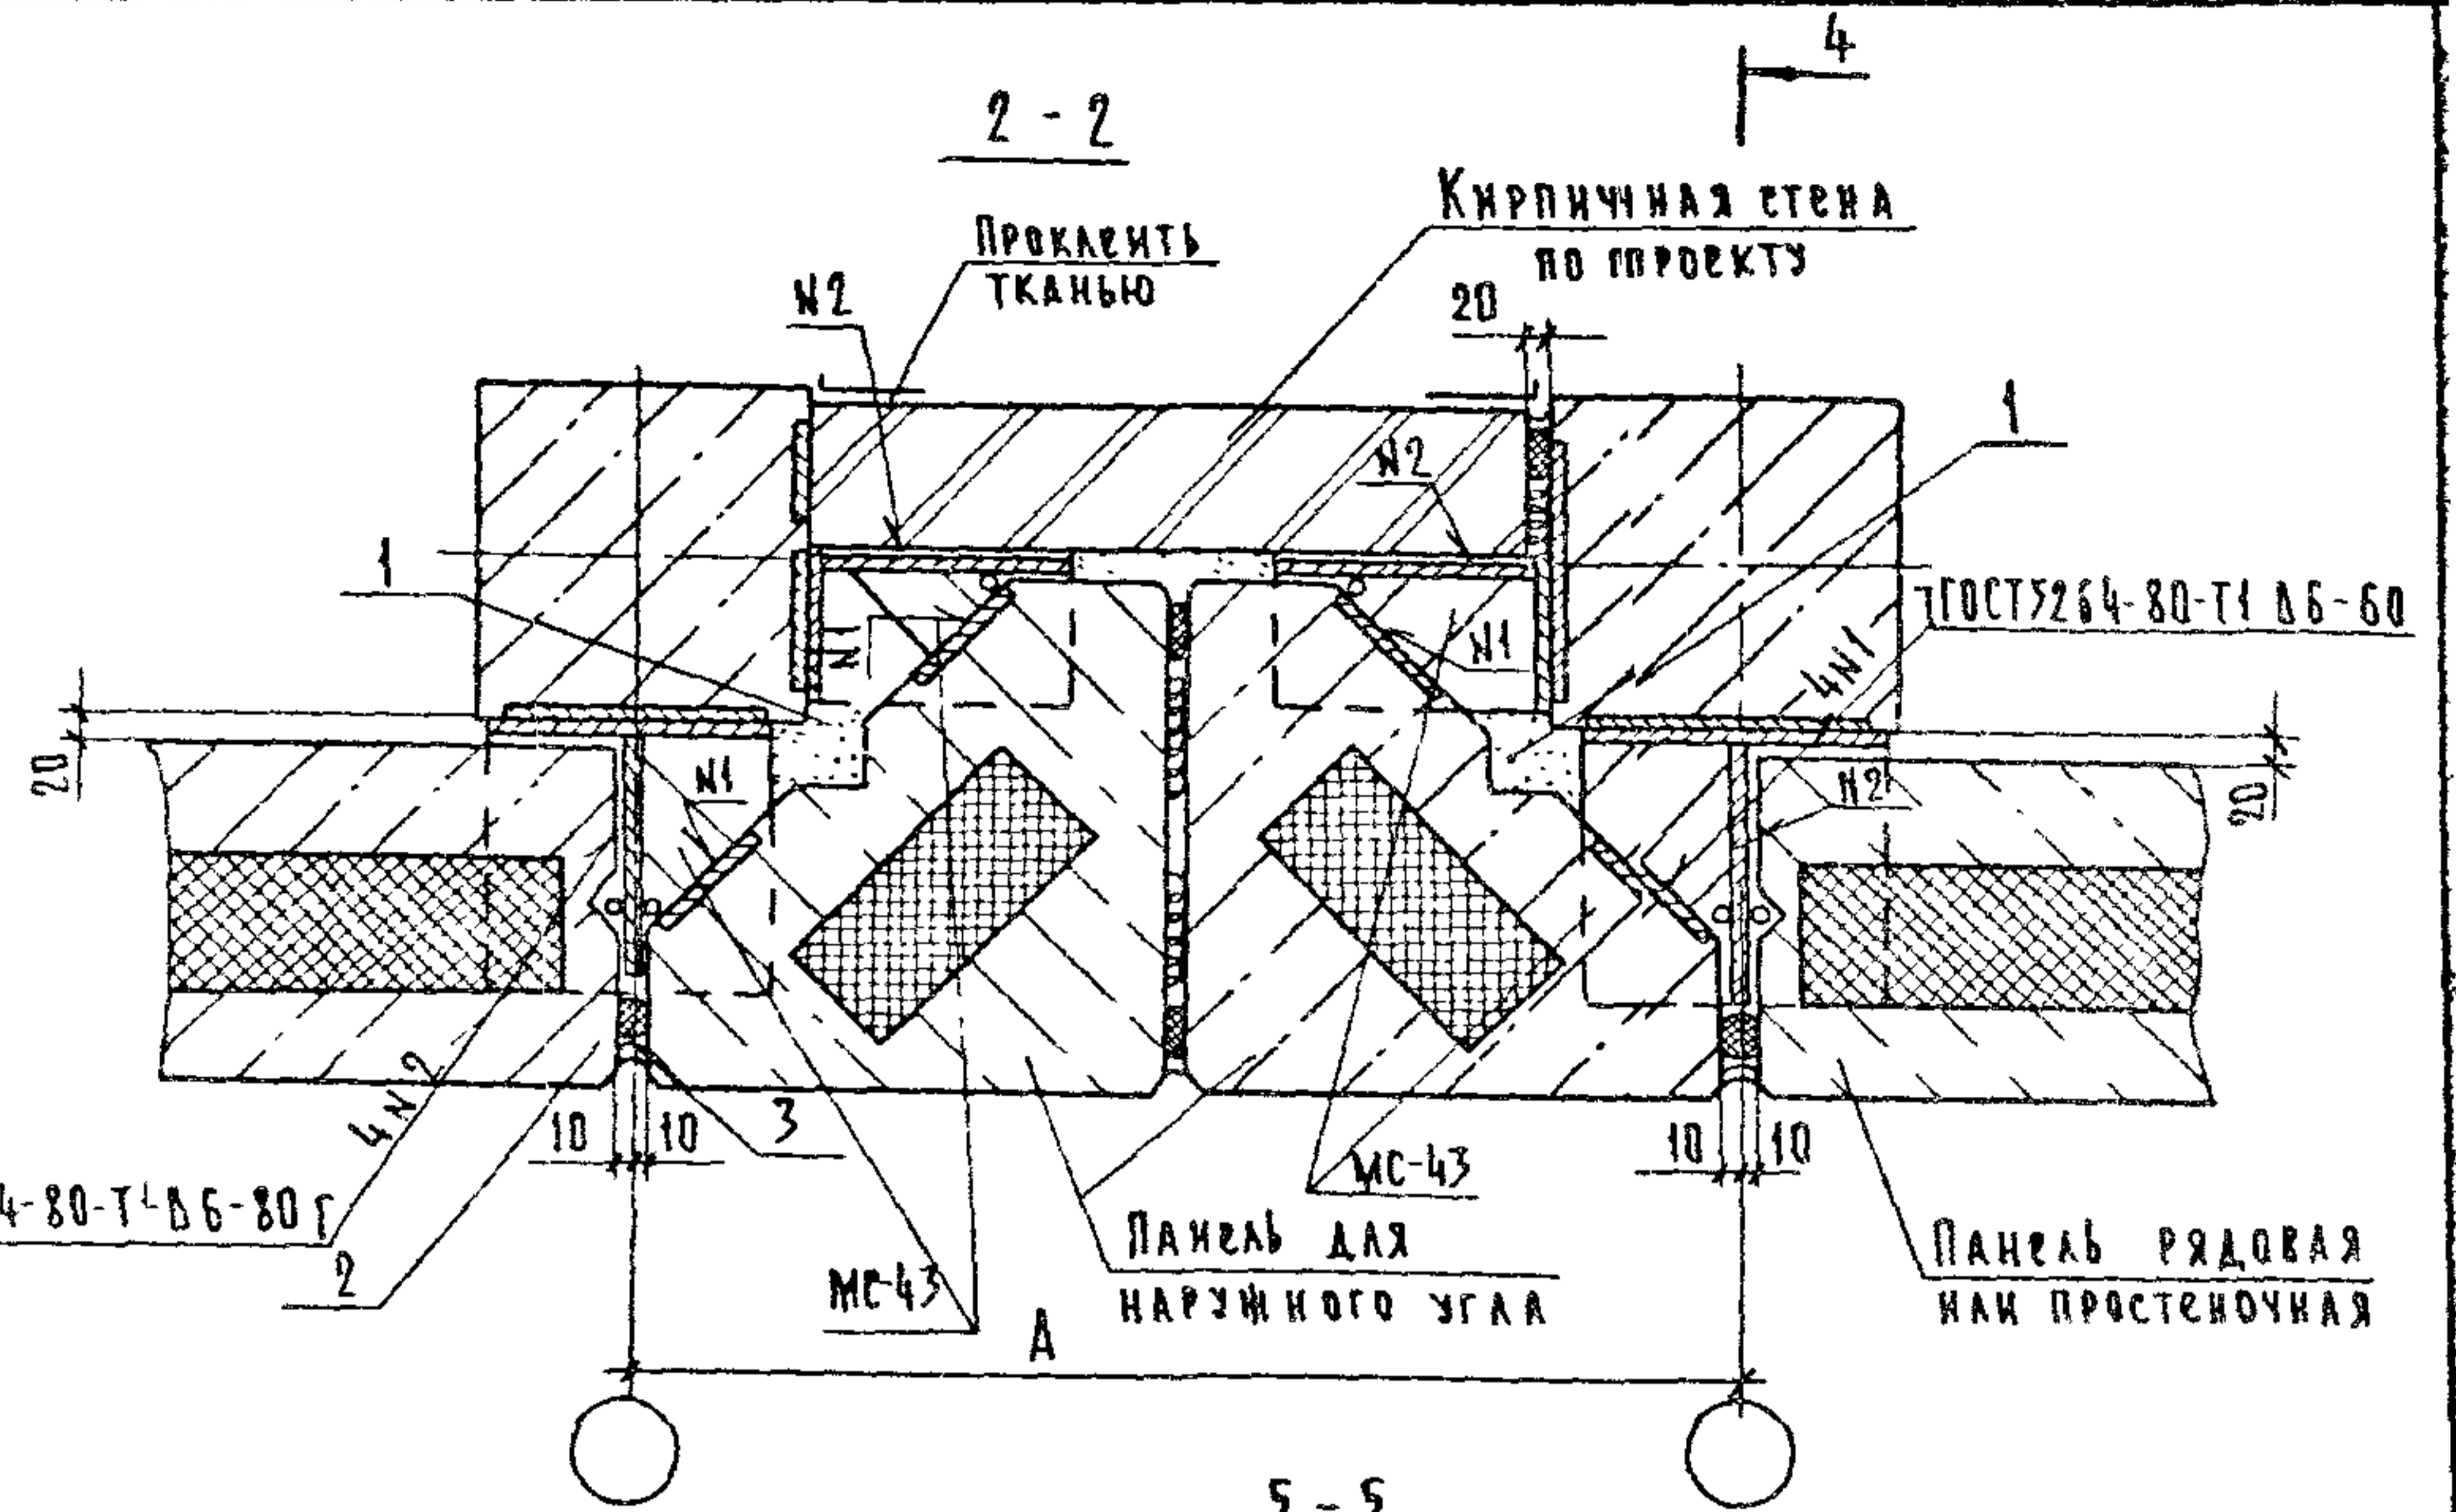 4
2 - 2
Кирпичная стена
по проекту
Проклеить
тканью
N2
20
1
N2
1
ГОСТ5264-80-Т1 Δ6-60
N1
N1
4N1
20
N1
N2
20
4N2
10
10
3
10
10
МС-43
4-80-Т1-Δ6-80
2
МС-43
Панель для
наружного угла
Панель рядовая
или простеночная
А
5 - 5